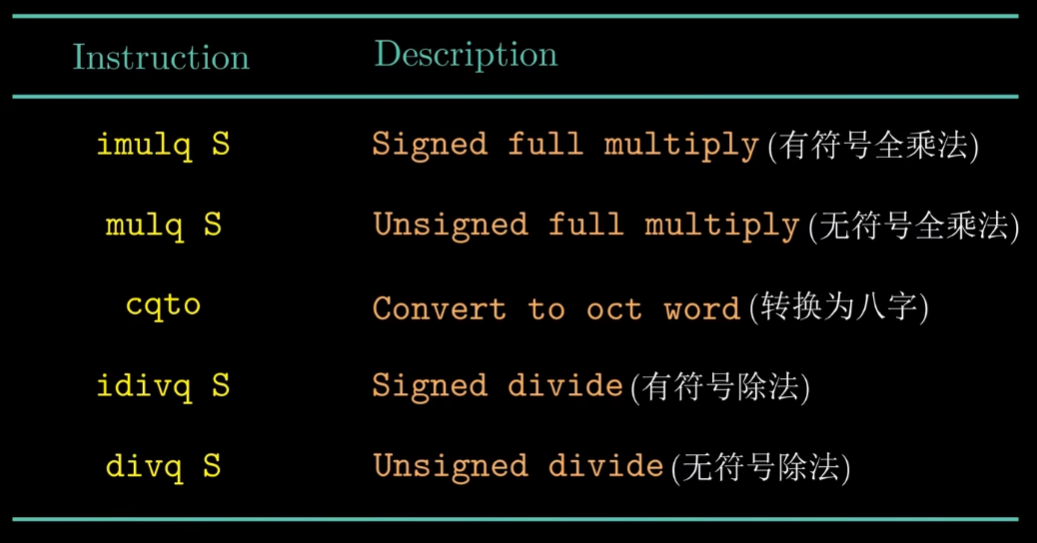 Instruction Description
imulq S Signed full multiply(有符号全乘法)
mulq S Unsigned full multiply(无符号全乘法)
cqto Convert to oct word(转换为八字)
idivq S Signed divide(有符号除法)
divq S Unsigned divide(无符号除法)